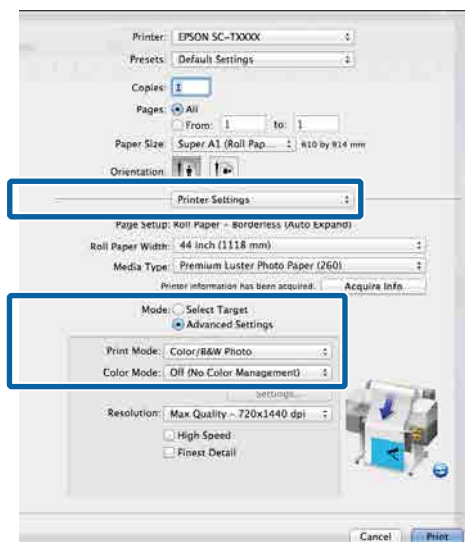 Printer: EPSON SC-TXXXX
Presets: Default Settings
Copies: 1
Pages: All
From: 1 to: 1
Paper Size: Super A1 (Roll Pap... 610 by 914 mm
Orientation:
Printer Settings
Page Setup: Roll Paper - Borderless (Auto Expand)
Roll Paper Width: 44 inch (1118 mm)
Media Type: Premium Luster Photo Paper (260)
Printer information has been acquired. Acquire Info
Mode: Select Target
Advanced Settings
Print Mode: Color/B&W Photo
Color Mode: Off (No Color Management)
Settings...
Resolution: Max Quality - 720x1440 dpi
High Speed
Finest Detail
Cancel Print